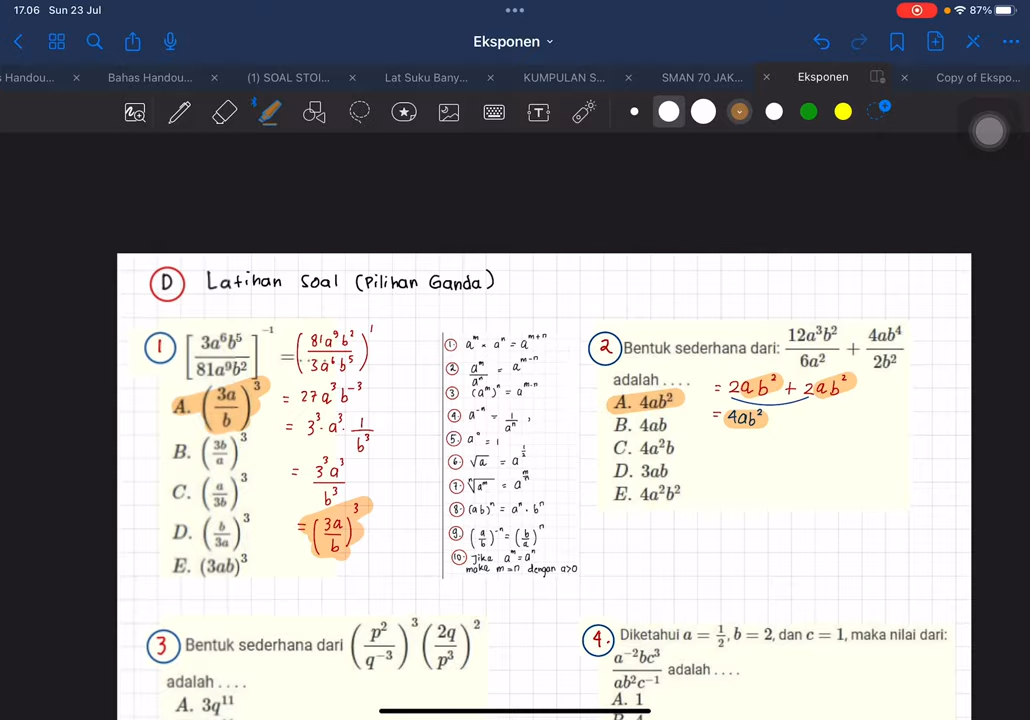 17.06 Sun 23 Jul
87%
Eksponen
s Handou...
Bahas Handou...
(1) SOAL STOI...
Lat Suku Bany...
KUMPULAN S...
SMAN 70 JAK...
Eksponen
Copy of Ekspo...
D Latihan Soal (Pilihan Ganda)
1 [3a⁶b⁵ / 81a⁹b²]⁻¹ = (81a⁹b² / 3a⁶b⁵)¹
= 27a³b⁻³
= 3³ · a³ · 1/b³
= 3³a³ / b³
= (3a/b)³
A. (3a/b)³
B. (3b/a)³
C. (a/3b)³
D. (b/3a)³
E. (3ab)³
1 aᵐ × aⁿ = aᵐ⁺ⁿ
2 aᵐ/aⁿ = aᵐ⁻ⁿ
3 (aᵐ)ⁿ = aᵐ·ⁿ
4 a⁻ⁿ = 1/aⁿ ,
5. a⁰ = 1
6. √a = a^(1/2)
7. ⁿ√aᵐ = a^(m/n)
8. (ab)ⁿ = aⁿ · bⁿ
9. (a/b)⁻ⁿ = (b/a)ⁿ
10. Jika aᵐ = aⁿ
maka m=n dengan a>0
2 Bentuk sederhana dari: 12a³b²/6a² + 4ab⁴/2b²
adalah . . . .
= 2ab² + 2ab²
= 4ab²
A. 4ab²
B. 4ab
C. 4a²b
D. 3ab
E. 4a²b²
3 Bentuk sederhana dari (p²/q⁻³)³ (2q/p³)²
adalah . . . .
A. 3q¹¹
4. Diketahui a = 1/2, b = 2, dan c = 1, maka nilai dari:
a⁻²bc³ / ab²c⁻¹ adalah . . . .
A. 1